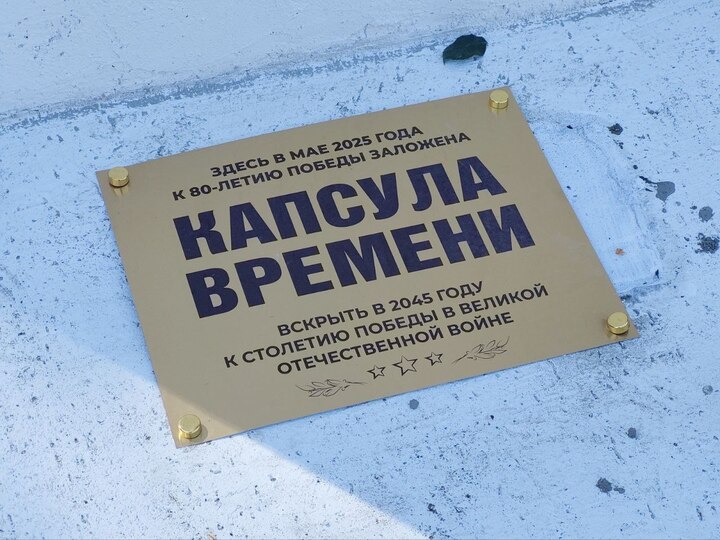 ЗДЕСЬ В МАЕ 2025 ГОДА
К 80-ЛЕТИЮ ПОБЕДЫ ЗАЛОЖЕНА
КАПСУЛА
ВРЕМЕНИ
ВСКРЫТЬ В 2045 ГОДУ
К СТОЛЕТИЮ ПОБЕДЫ В ВЕЛИКОЙ
ОТЕЧЕСТВЕННОЙ ВОЙНЕ